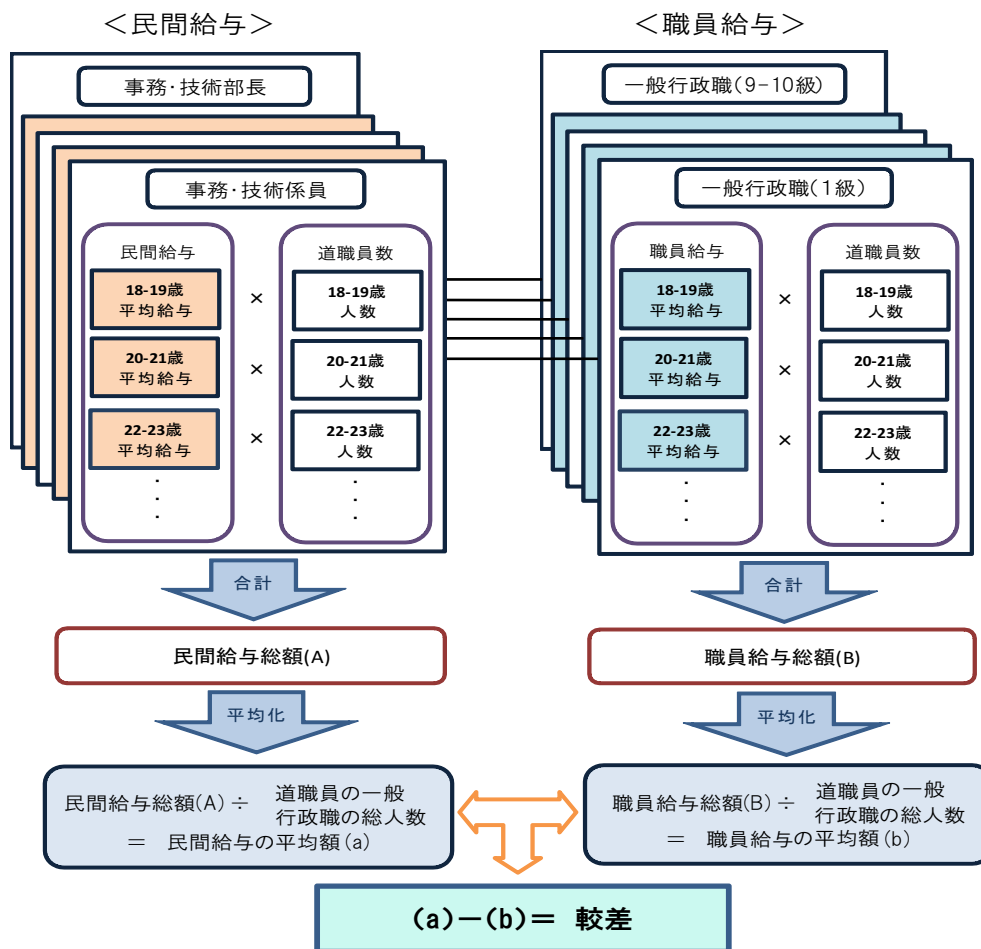 ＜民間給与＞
事務・技術部長
事務・技術係員
民間給与
道職員数
18-19歳
平均給与
×
18-19歳
人数
20-21歳
平均給与
×
20-21歳
人数
22-23歳
平均給与
×
22-23歳
人数
・
・
・
・
・
・
合計
民間給与総額(A)
平均化
民間給与総額(A) ÷ 道職員の一般
行政職の総人数
＝ 民間給与の平均額(a)
＜職員給与＞
一般行政職(9-10級)
一般行政職(1級)
職員給与
道職員数
18-19歳
平均給与
×
18-19歳
人数
20-21歳
平均給与
×
20-21歳
人数
22-23歳
平均給与
×
22-23歳
人数
・
・
・
・
・
・
合計
職員給与総額(B)
平均化
職員給与総額(B) ÷ 道職員の一般
行政職の総人数
＝ 職員給与の平均額(b)
(a)－(b)＝ 較差